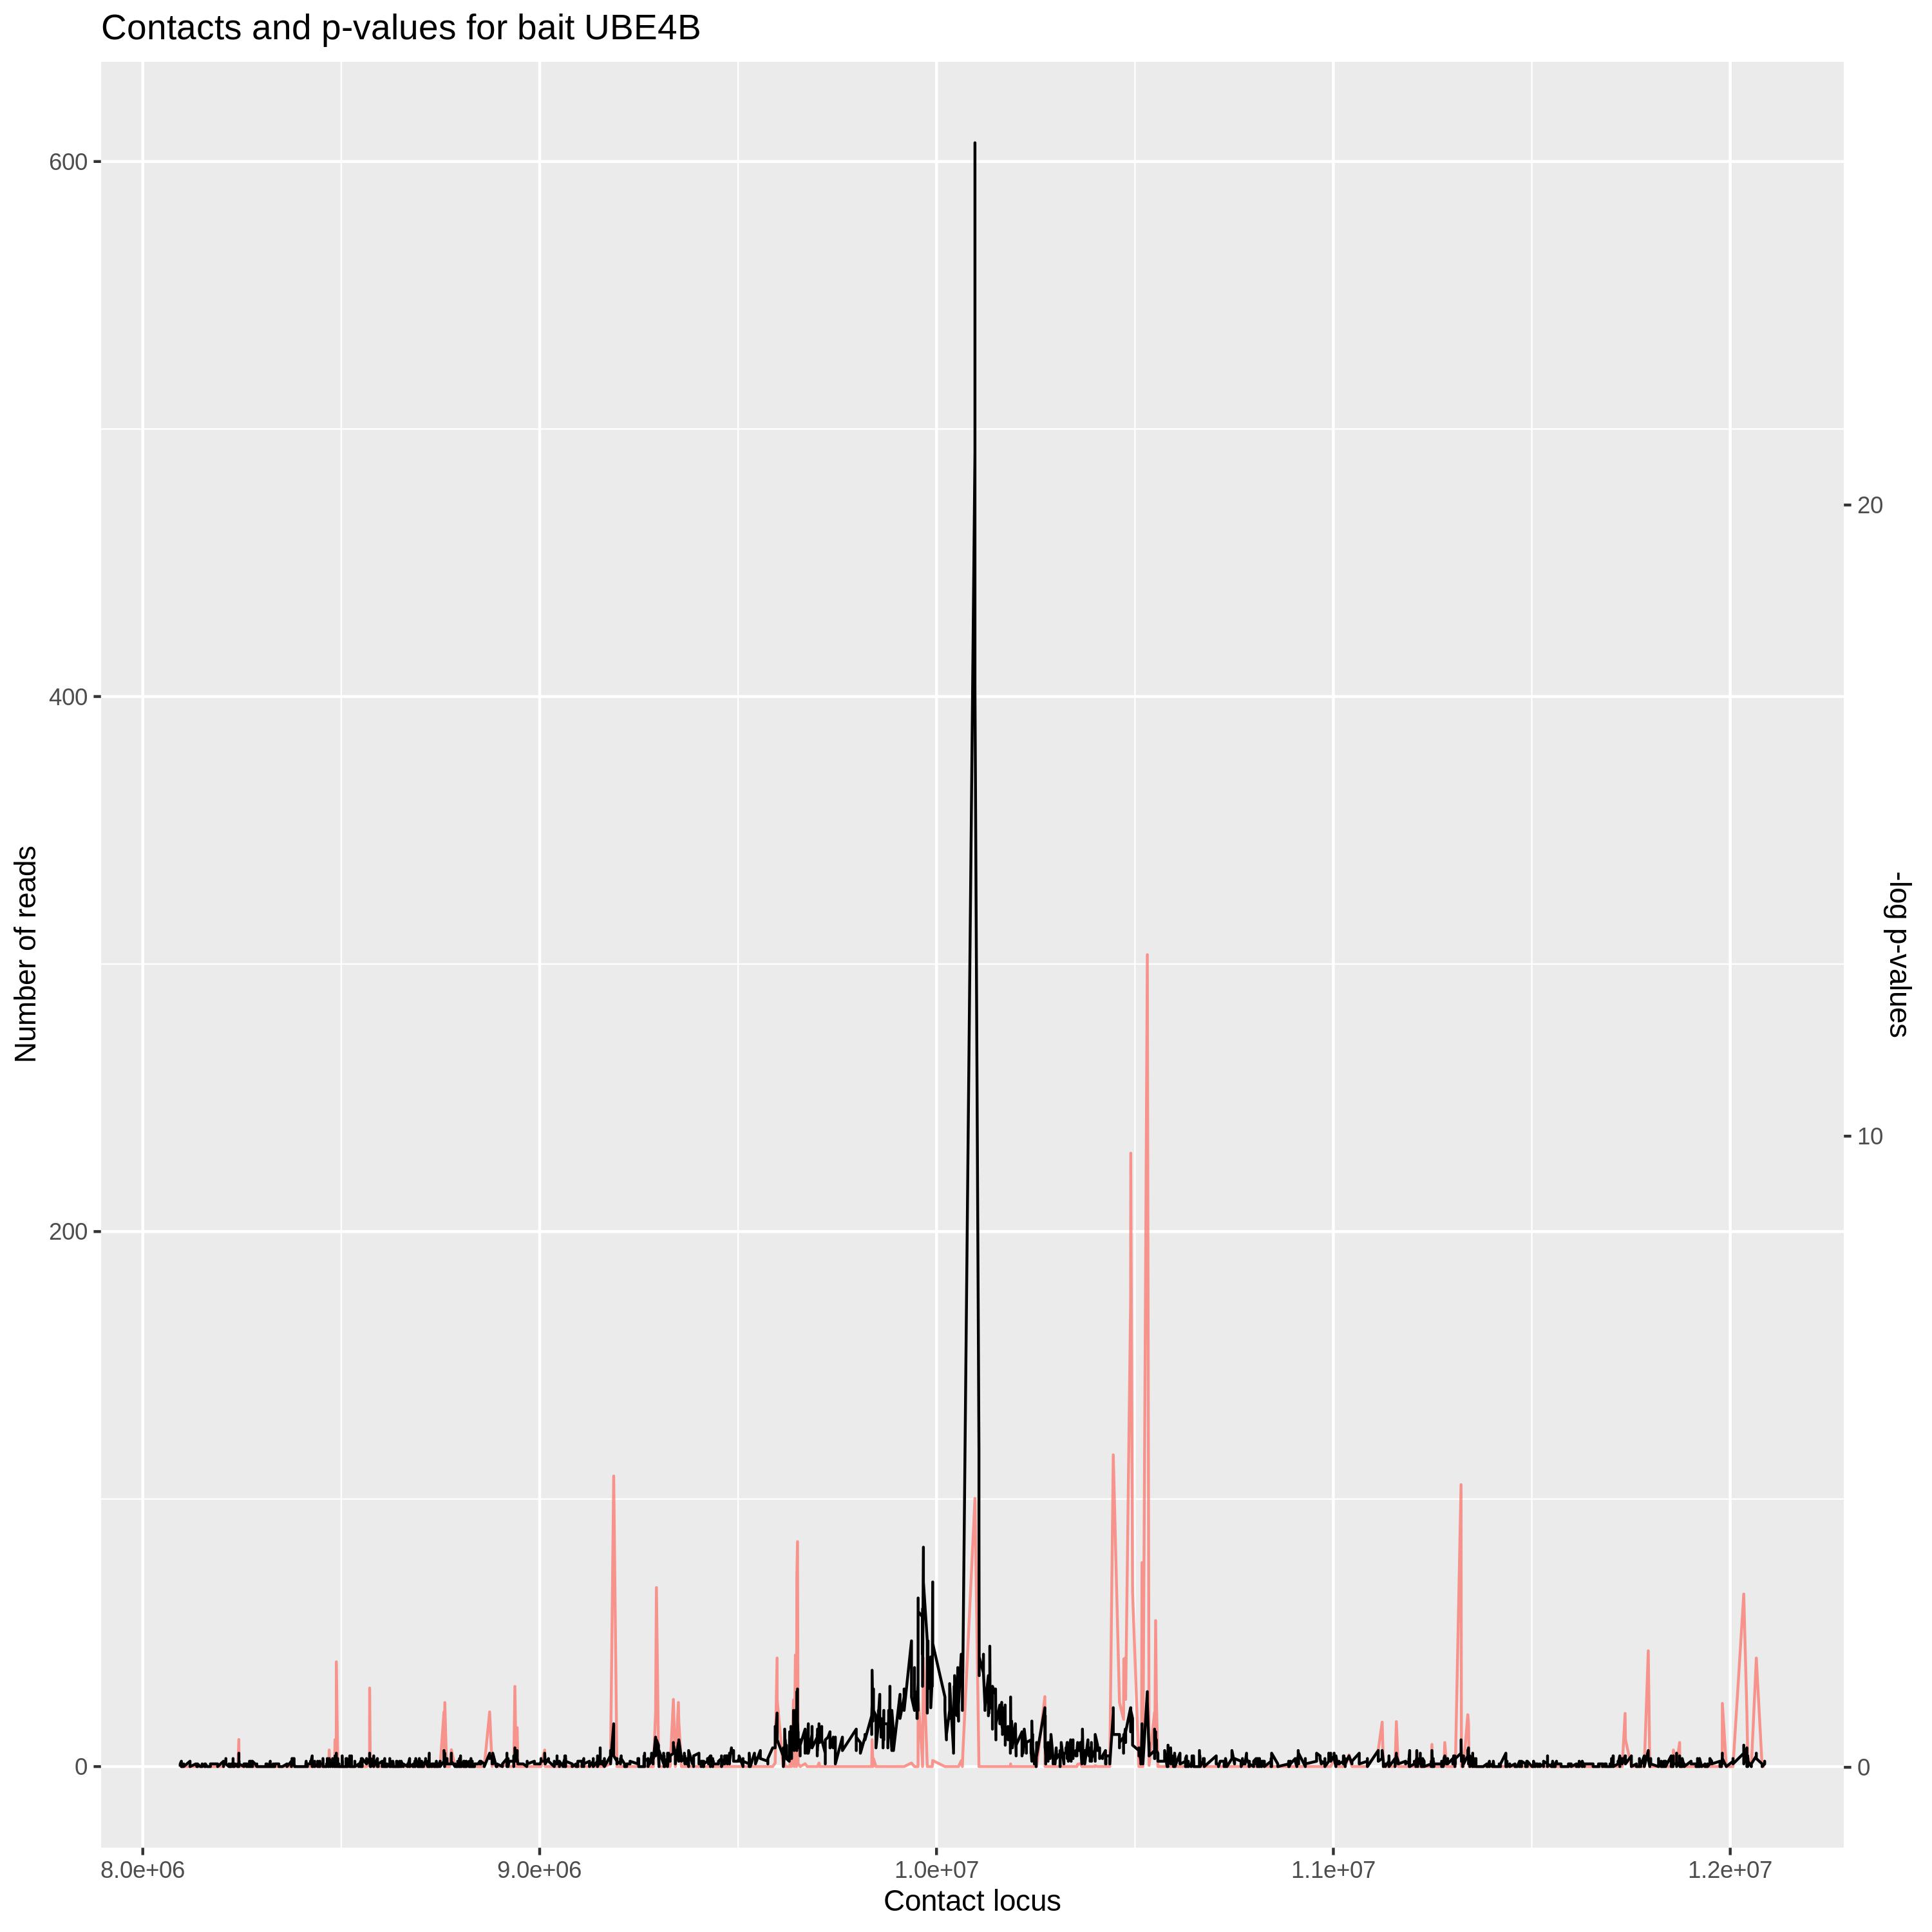 Contacts and p-values for bait UBE4B
600
400
200
0
Number of reads
20
10
0
-log p-values
8.0e+06 9.0e+06 1.0e+07 1.1e+07 1.2e+07
Contact locus